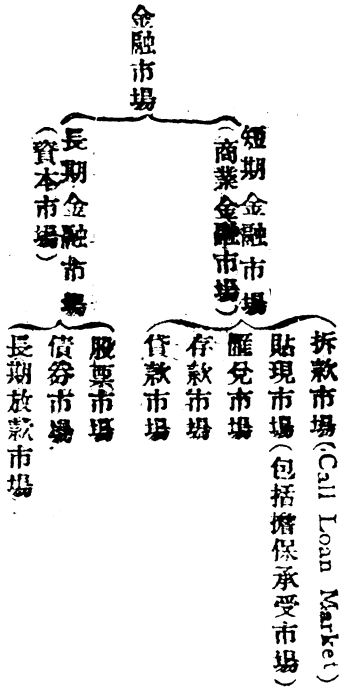 金融市場
短期金融市場
(商業金融市場)
拆款市場(Call Loan Market)
貼現市場(包括擔保承受市場)
匯兌市場
存款市場
貸款市場
長期金融市場
(資本市場)
股票市場
債券市場
長期放款市場